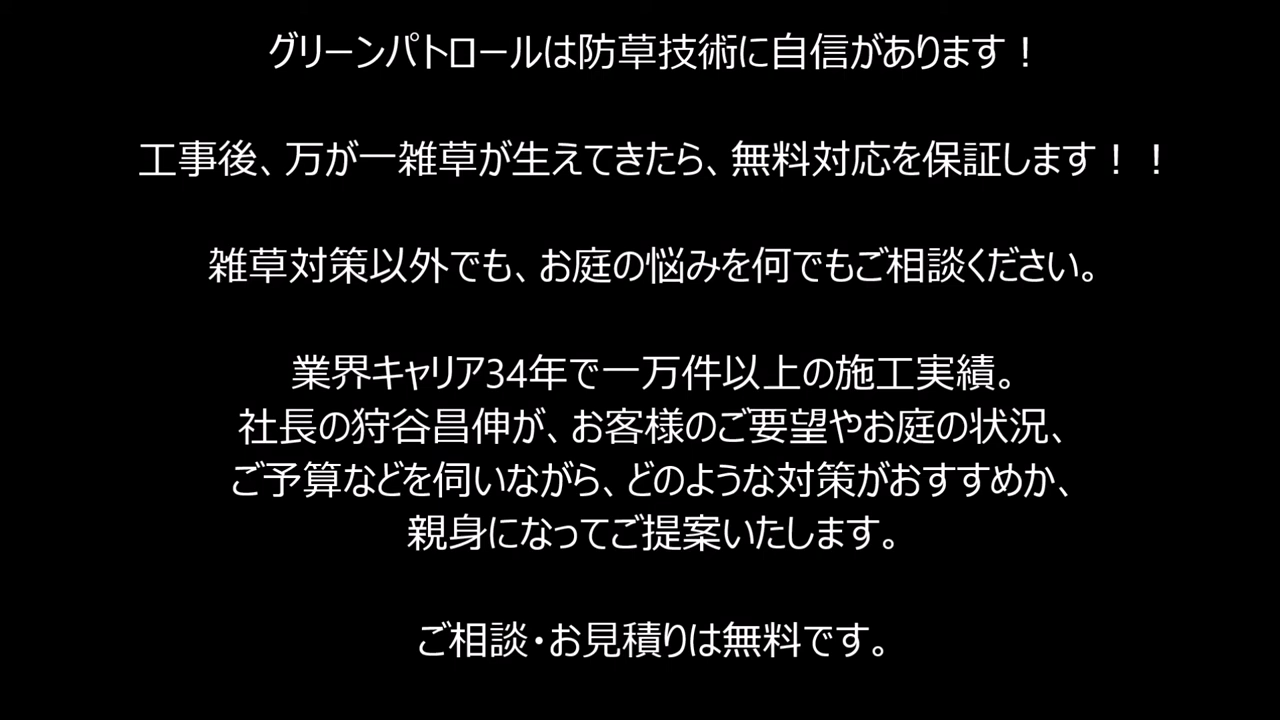 グリーンパトロールは防草技術に自信があります！
工事後、万が一雑草が生えてきたら、無料対応を保証します！！
雑草対策以外でも、お庭の悩みを何でもご相談ください。
業界キャリア34年で一万件以上の施工実績。
社長の狩谷昌伸が、お客様のご要望やお庭の状況、
ご予算などを伺いながら、どのような対策がおすすめか、
親身になってご提案いたします。
ご相談・お見積りは無料です。